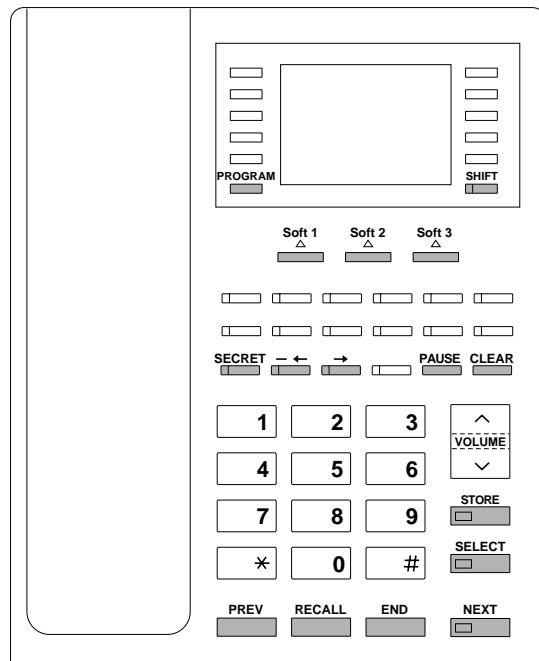 PROGRAM SHIFT
Soft 1 Soft 2 Soft 3
SECRET – ← → PAUSE CLEAR
1 2 3
VOLUME
4 5 6
STORE
7 8 9
SELECT
* 0 #
PREV RECALL END NEXT